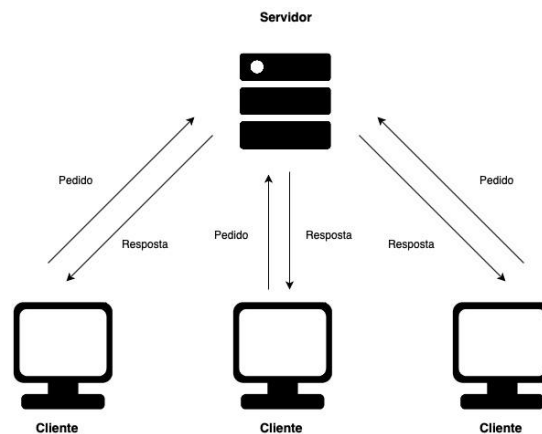 Servidor
Pedido
Resposta
Pedido
Resposta
Resposta
Pedido
Cliente
Cliente
Cliente